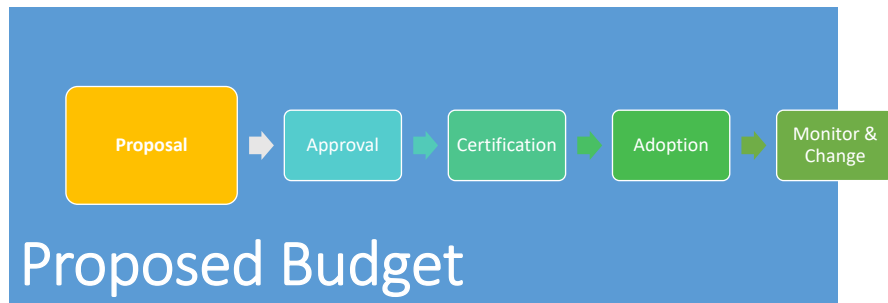 Proposal
Approval
Certification
Adoption
Monitor &
Change
Proposed Budget